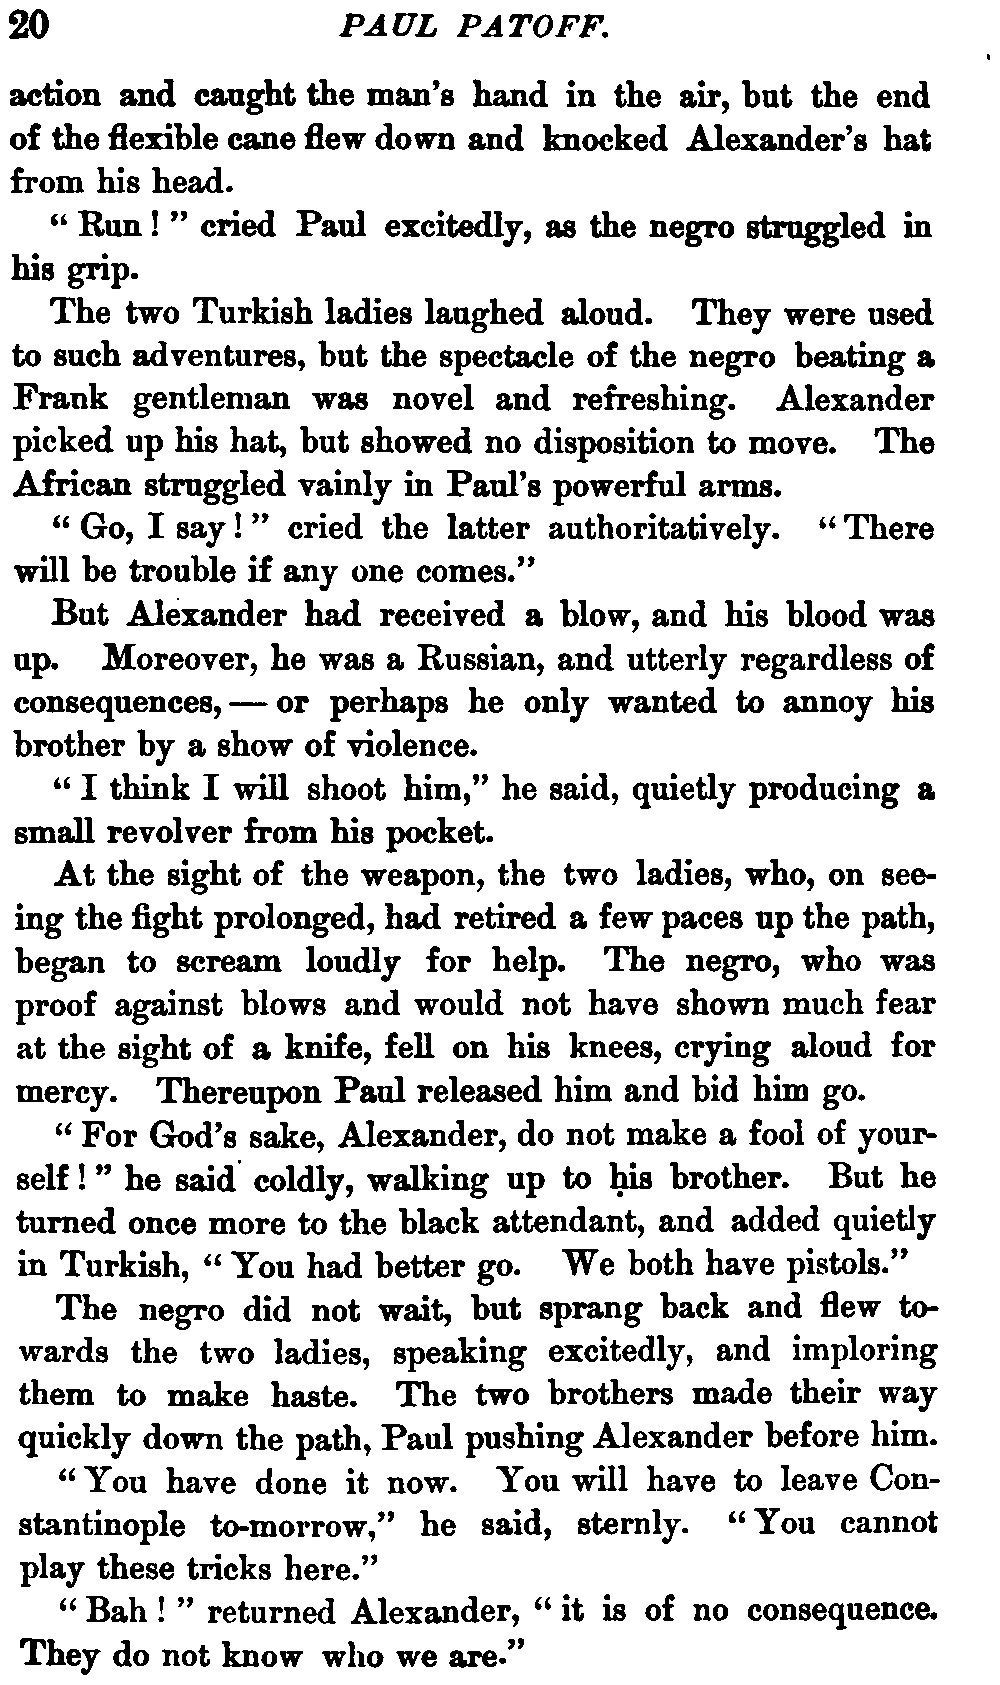 20 PAUL PATOFF.
action and caught the man's hand in the air, but the end
of the flexible cane flew down and knocked Alexander's hat
from his head.
" Run ! " cried Paul excitedly, as the negro struggled in
his grip.
The two Turkish ladies laughed aloud. They were used
to such adventures, but the spectacle of the negro beating a
Frank gentleman was novel and refreshing. Alexander
picked up his hat, but showed no disposition to move. The
African struggled vainly in Paul's powerful arms.
" Go, I say ! " cried the latter authoritatively. " There
will be trouble if any one comes."
But Alexander had received a blow, and his blood was
up. Moreover, he was a Russian, and utterly regardless of
consequences, — or perhaps he only wanted to annoy his
brother by a show of violence.
" I think I will shoot him," he said, quietly producing a
small revolver from his pocket.
At the sight of the weapon, the two ladies, who, on see-
ing the fight prolonged, had retired a few paces up the path,
began to scream loudly for help. The negro, who was
proof against blows and would not have shown much fear
at the sight of a knife, fell on his knees, crying aloud for
mercy. Thereupon Paul released him and bid him go.
" For God's sake, Alexander, do not make a fool of your-
self ! " he said coldly, walking up to his brother. But he
turned once more to the black attendant, and added quietly
in Turkish, " You had better go. We both have pistols."
The negro did not wait, but sprang back and flew to-
wards the two ladies, speaking excitedly, and imploring
them to make haste. The two brothers made their way
quickly down the path, Paul pushing Alexander before him.
" You have done it now. You will have to leave Con-
stantinople to-morrow," he said, sternly. " You cannot
play these tricks here."
" Bah ! " returned Alexander, " it is of no consequence.
They do not know who we are."